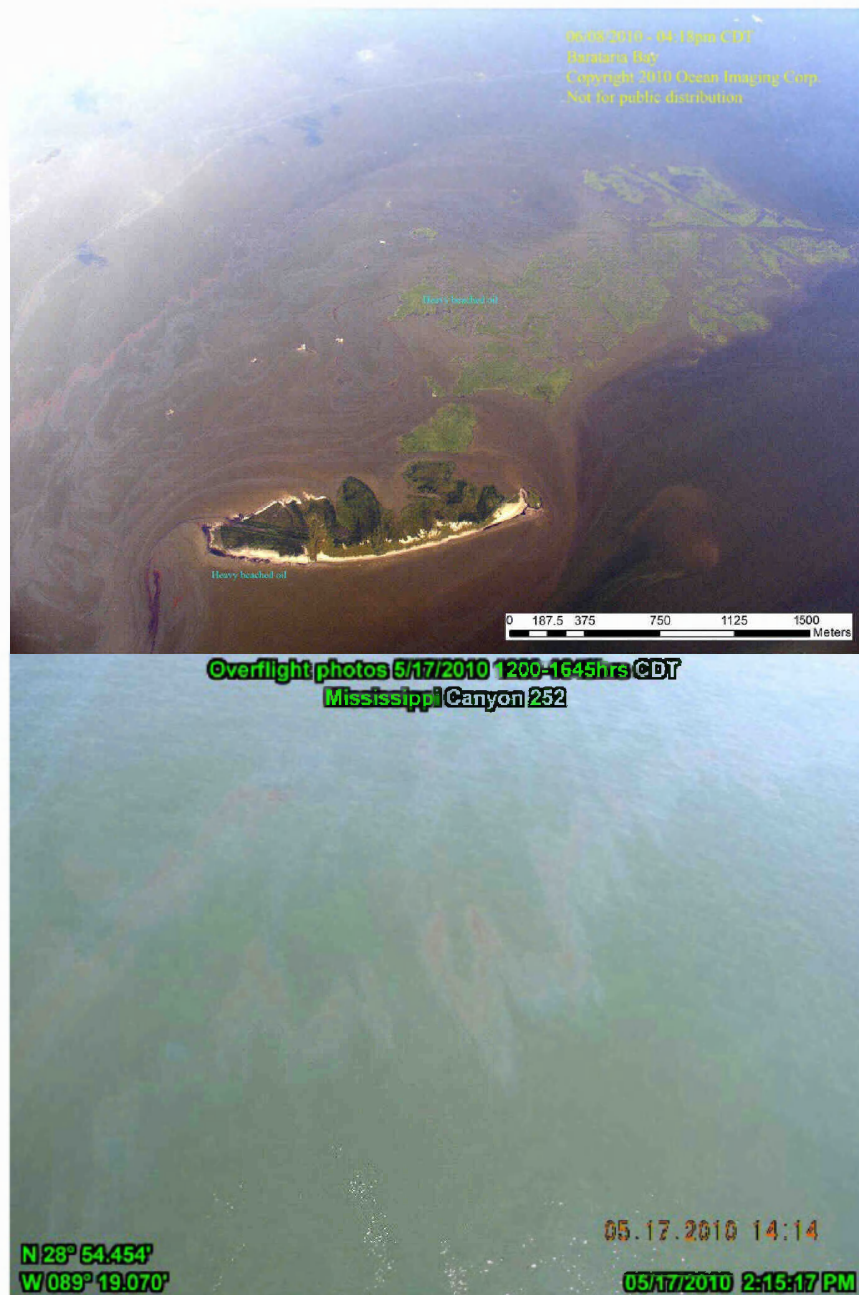 06/08/2010 - 04:18pm CDT
Barataria Bay
Copyright 2010 Ocean Imaging Corp.
Not for public distribution
Heavy beached oil
Heavy beached oil
0 187.5 375 750 1125 1500
Meters
Overflight photos 5/17/2010 1200-1645hrs CDT
Mississippi Canyon 252
05.17.2010 14:14
N 28° 54.454'
W 089° 19.070'
05/17/2010 2:15:17 PM